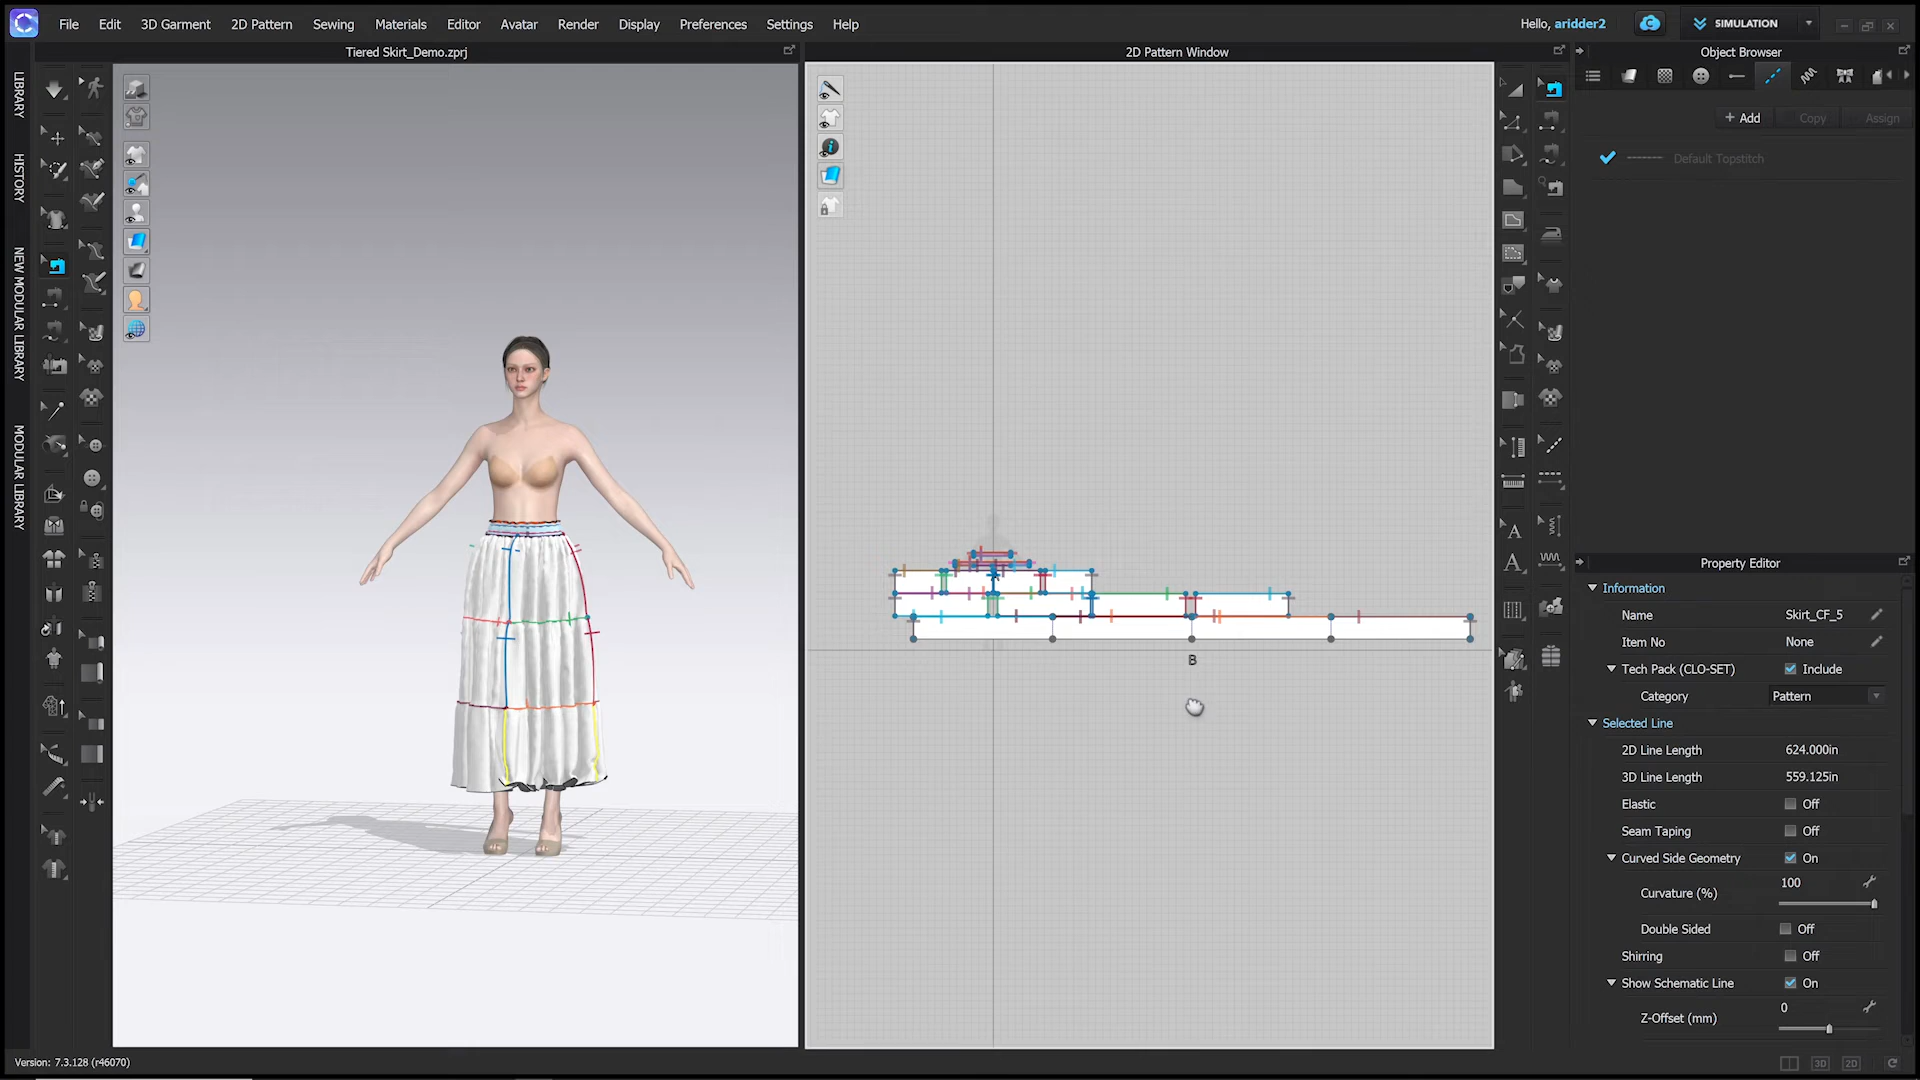 File Edit 3D Garment 2D Pattern Sewing Materials Editor Avatar Render Display Preferences Settings Help
Hello, aridder2
SIMULATION
Tiered Skirt_Demo.zprj
2D Pattern Window
Object Browser
LIBRARY
HISTORY
NEW MODULAR LIBRARY
MODULAR LIBRARY
+ Add Copy Assign
Default Topstitch
B
Property Editor
Information
Name Skirt_CF_5
Item No None
Tech Pack (CLO-SET) Include
Category Pattern
Selected Line
2D Line Length 624.000in
3D Line Length 559.125in
Elastic Off
Seam Taping Off
Curved Side Geometry On
Curvature (%) 100
Double Sided Off
Shirring Off
Show Schematic Line On
Z-Offset (mm) 0
Version: 7.3.128 (r46070)
3D 2D